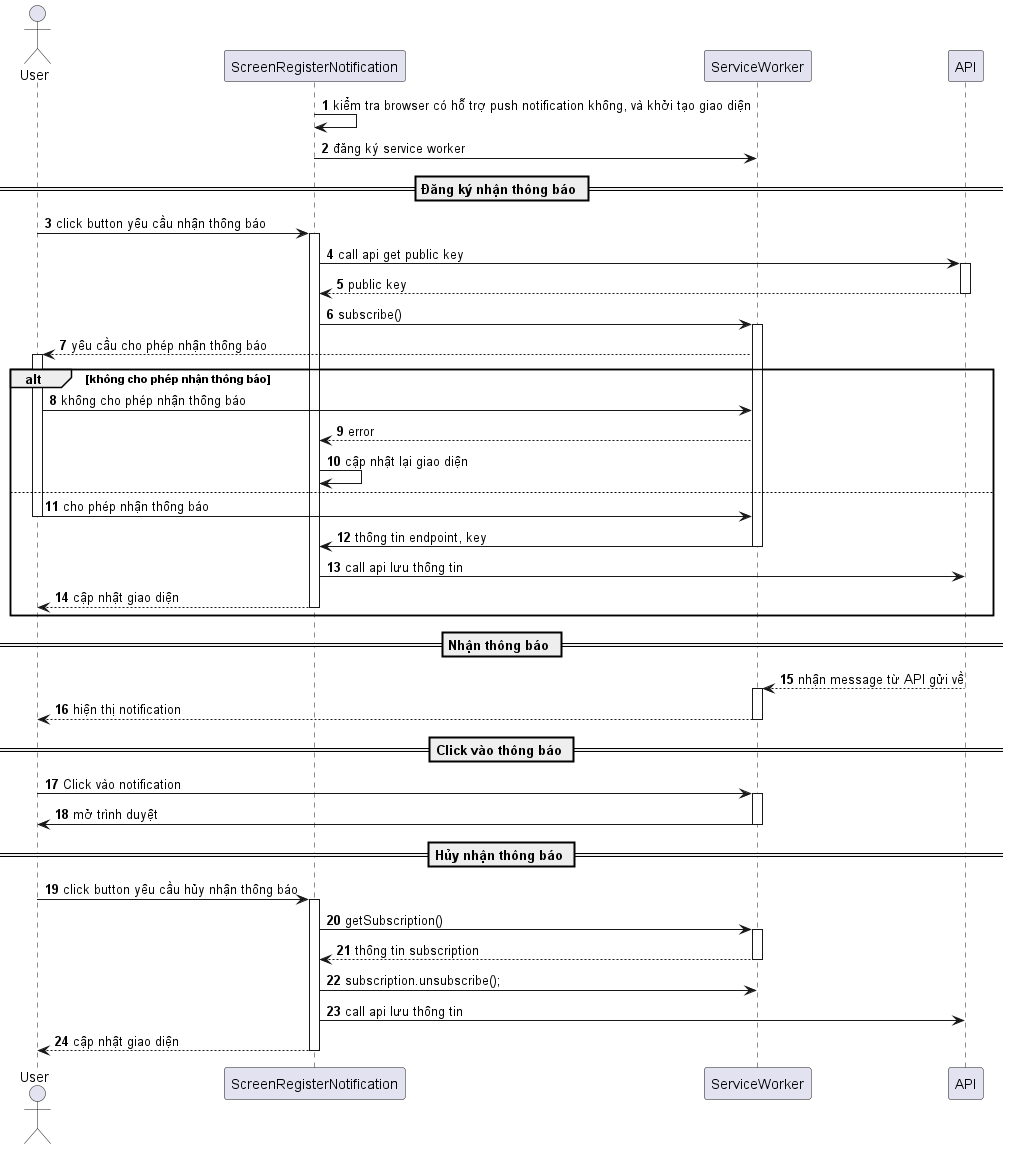 User
ScreenRegisterNotification
ServiceWorker
API
1 kiểm tra browser có hỗ trợ push notification không, và khởi tạo giao diện
2 đăng ký service worker
Đăng ký nhận thông báo
3 click button yêu cầu nhận thông báo
4 call api get public key
5 public key
6 subscribe()
7 yêu cầu cho phép nhận thông báo
alt [không cho phép nhận thông báo]
8 không cho phép nhận thông báo
9 error
10 cập nhật lại giao diện
11 cho phép nhận thông báo
12 thông tin endpoint, key
13 call api lưu thông tin
14 cập nhật giao diện
Nhận thông báo
15 nhận message từ API gửi về
16 hiện thị notification
Click vào thông báo
17 Click vào notification
18 mở trình duyệt
Hủy nhận thông báo
19 click button yêu cầu hủy nhận thông báo
20 getSubscription()
21 thông tin subscription
22 subscription.unsubscribe();
23 call api lưu thông tin
24 cập nhật giao diện
User
ScreenRegisterNotification
ServiceWorker
API